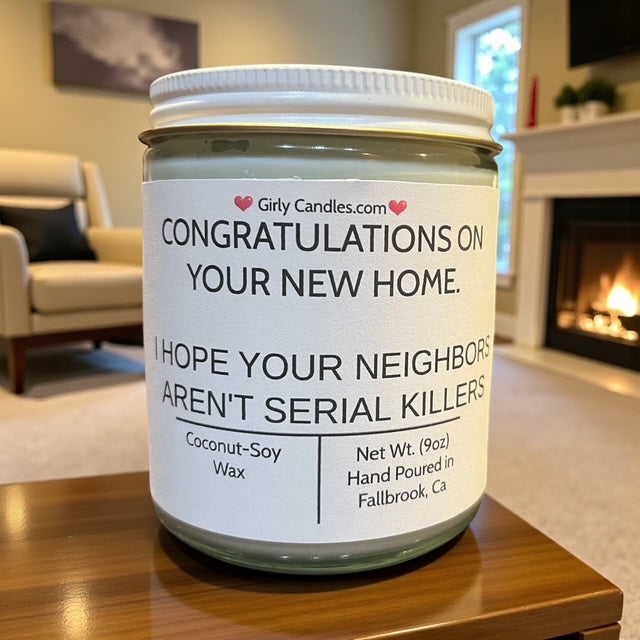 Girly Candles.com
CONGRATULATIONS ON
YOUR NEW HOME.
I HOPE YOUR NEIGHBORS
AREN'T SERIAL KILLERS
Coconut-Soy
Wax
Net Wt. (9oz)
Hand Poured in
Fallbrook, Ca